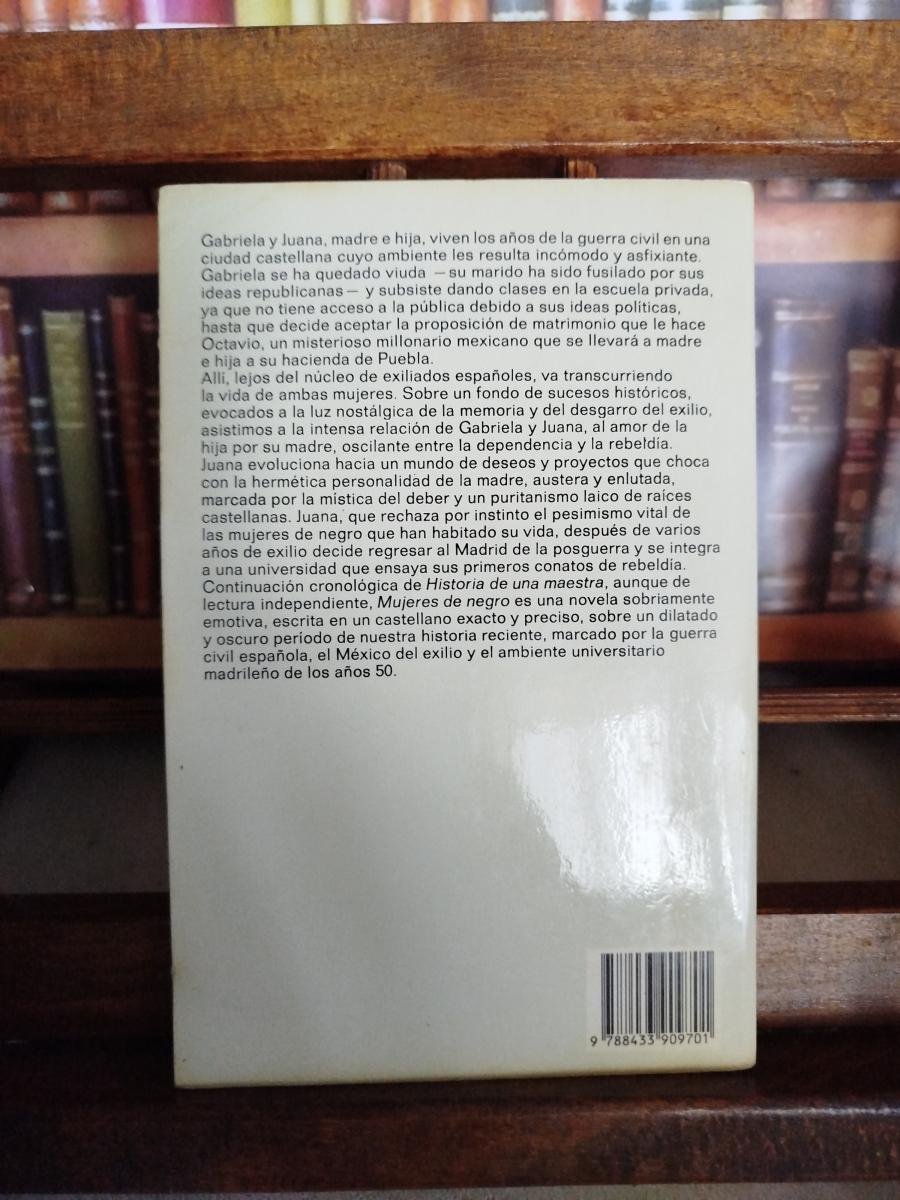 Gabriela y Juana, madre e hija, viven los años de la guerra civil en una
ciudad castellana cuyo ambiente les resulta incómodo y asfixiante.
Gabriela se ha quedado viuda —su marido ha sido fusilado por sus
ideas republicanas— y subsiste dando clases en la escuela privada,
ya que no tiene acceso a la pública debido a sus ideas políticas,
hasta que decide aceptar la proposición de matrimonio que le hace
Octavio, un misterioso millonario mexicano que se llevará a madre
e hija a su hacienda de Puebla.
Allí, lejos del núcleo de exiliados españoles, va transcurriendo
la vida de ambas mujeres. Sobre un fondo de sucesos históricos,
evocados a la luz nostálgica de la memoria y del desgarro del exilio,
asistimos a la intensa relación de Gabriela y Juana, al amor de la
hija por su madre, oscilante entre la dependencia y la rebeldía.
Juana evoluciona hacia un mundo de deseos y proyectos que choca
con la hermética personalidad de la madre, austera y enlutada,
marcada por la mística del deber y un puritanismo laico de raíces
castellanas. Juana, que rechaza por instinto el pesimismo vital de
las mujeres de negro que han habitado su vida, después de varios
años de exilio decide regresar al Madrid de la posguerra y se integra
a una universidad que ensaya sus primeros conatos de rebeldía.
Continuación cronológica de Historia de una maestra, aunque de
lectura independiente, Mujeres de negro es una novela sobriamente
emotiva, escrita en un castellano exacto y preciso, sobre un dilatado
y oscuro período de nuestra historia reciente, marcado por la guerra
civil española, el México del exilio y el ambiente universitario
madrileño de los años 50.
9 788433 909701